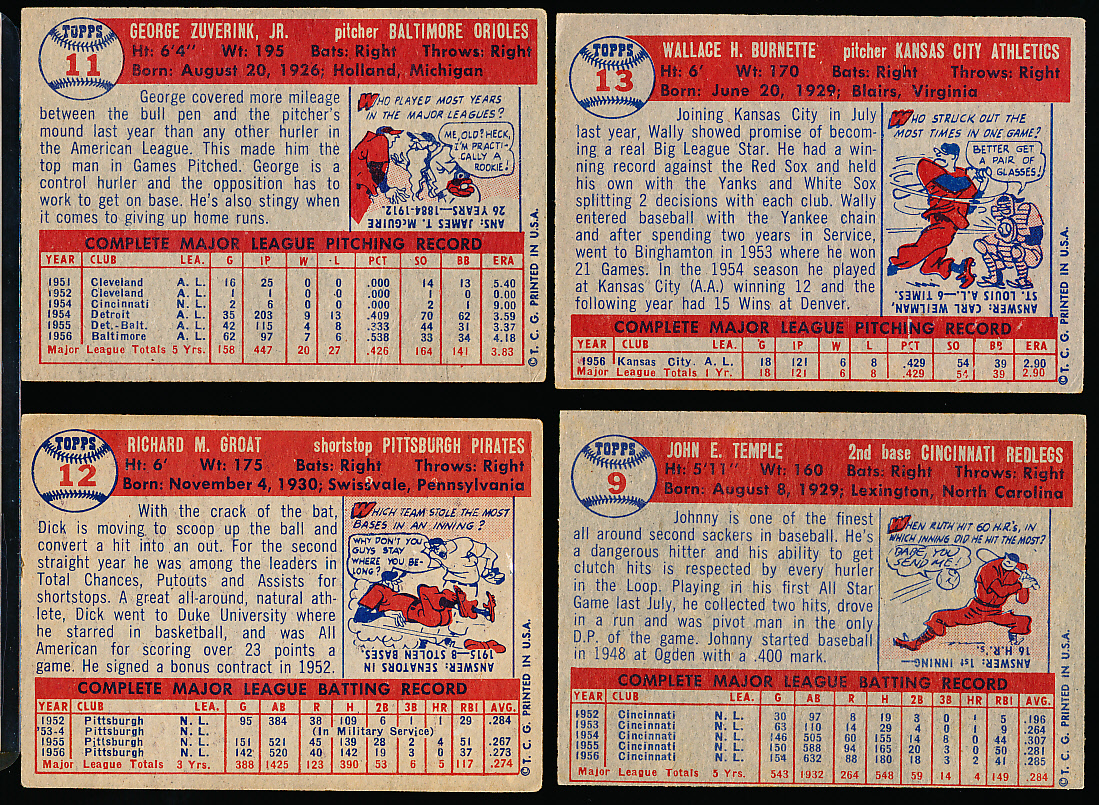 TOPPS
11
GEORGE ZUVERINK, JR. pitcher BALTIMORE ORIOLES
Ht: 6'4" Wt: 195 Bats: Right Throws: Right
Born: August 20, 1926; Holland, Michigan
George covered more mileage
between the bull pen and the pitcher's
mound last year than any other hurler in
the American League. This made him the
top man in Games Pitched. George is
a control hurler and the opposition has to
work to get on base. He's also stingy when
it comes to giving up home runs.
WHO PLAYED MOST YEARS
IN THE MAJOR LEAGUES?
ME, OLD? HECK,
I'M PRACTI-
CALLY A
ROOKIE!
ANS: JAMES T. McGUIRE
26 YEARS—1884-1912
COMPLETE MAJOR LEAGUE PITCHING RECORD
YEAR CLUB LEA. G IP W L PCT SO BB ERA
1951 Cleveland A. L. 16 25 0 0 .000 14 13 5.40
1952 Cleveland A. L. 1 1 0 0 .000 1 0 0.00
1954 Cincinnati N. L. 2 6 0 0 .000 2 1 9.00
1954 Detroit A. L. 35 203 9 13 .409 70 62 3.59
1955 Det.-Balt. A. L. 42 115 4 8 .333 44 31 3.37
1956 Baltimore A. L. 62 97 7 6 .538 33 34 4.18
Major League Totals 5 Yrs. 158 447 20 27 .426 164 141 3.83
© T. C. G. PRINTED IN U.S.A.
TOPPS
13
WALLACE H. BURNETTE pitcher KANSAS CITY ATHLETICS
Ht: 6' Wt: 170 Bats: Right Throws: Right
Born: June 20, 1929; Blairs, Virginia
Joining Kansas City in July
last year, Wally showed promise of becom-
ing a real Big League Star. He had a win-
ning record against the Red Sox and held
his own with the Yanks and White Sox
splitting 2 decisions with each club. Wally
entered baseball with the Yankee chain
and after spending two years in Service,
went to Binghamton in 1953 where he won
21 Games. In the 1954 season he played
at Kansas City (A.A.) winning 12 and the
following year had 15 Wins at Denver.
WHO STRUCK OUT THE
MOST TIMES IN ONE GAME?
BETTER GET
A PAIR OF
GLASSES!
ANSWER: CARL WEILMAN,
ST. LOUIS A.L.—6 TIMES
COMPLETE MAJOR LEAGUE PITCHING RECORD
YEAR CLUB LEA. G IP W L PCT SO BB ERA
1956 Kansas City A. L. 18 121 6 8 .429 54 39 2.90
Major League Totals 1 Yr. 18 121 6 8 .429 54 39 2.90
© T. C. G. PRINTED IN U.S.A.
TOPPS
12
RICHARD M. GROAT shortstop PITTSBURGH PIRATES
Ht: 6' Wt: 175 Bats: Right Throws: Right
Born: November 4, 1930; Swissvale, Pennsylvania
With the crack of the bat,
Dick is moving to scoop up the ball and
convert a hit into an out. For the second
straight year he was among the leaders in
Total Chances, Putouts and Assists for
shortstops. A great all-around, natural ath-
lete, Dick went to Duke University where
he starred in basketball, and was All
American for scoring over 23 points a
game. He signed a bonus contract in 1952.
WHICH TEAM STOLE THE MOST
BASES IN AN INNING?
WHY DON'T YOU
GUYS STAY
WHERE YOU BE-
LONG?
ANSWER: SENATORS IN
1915—8 STOLEN BASES
COMPLETE MAJOR LEAGUE BATTING RECORD
YEAR CLUB LEA. G AB R H 2B 3B HR RBI AVG.
1952 Pittsburgh N. L. 95 384 38 109 6 1 1 29 .284
'53-4 Pittsburgh N. L. (In Military Service)
1955 Pittsburgh N. L. 151 521 45 139 28 2 4 51 .267
1956 Pittsburgh N. L. 142 520 40 142 19 3 0 37 .273
Major League Totals 3 Yrs. 388 1425 123 390 53 6 5 117 .274
© T. C. G. PRINTED IN U.S.A.
TOPPS
9
JOHN E. TEMPLE 2nd base CINCINNATI REDLEGS
Ht: 5'11" Wt: 160 Bats: Right Throws: Right
Born: August 8, 1929; Lexington, North Carolina
Johnny is one of the finest
all around second sackers in baseball. He's
a dangerous hitter and his ability to get
clutch hits is respected by every hurler
in the Loop. Playing in his first All Star
Game last July, he collected two hits, drove
in a run and was pivot man in the only
D.P. of the game. Johnny started baseball
in 1948 at Ogden with a .400 mark.
WHEN RUTH HIT 60 H.R.'s, IN
WHICH INNING DID HE HIT THE MOST?
BABE, YOU
SEND ME!
ANSWER: 1st INNING—
16 H.R.'s.
COMPLETE MAJOR LEAGUE BATTING RECORD
YEAR CLUB LEA. G AB R H 2B 3B HR RBI AVG.
1952 Cincinnati N. L. 30 97 8 19 3 0 1 5 .196
1953 Cincinnati N. L. 63 110 14 29 4 0 1 9 .264
1954 Cincinnati N. L. 146 505 60 155 14 8 0 44 .307
1955 Cincinnati N. L. 150 588 94 165 20 3 0 50 .281
1956 Cincinnati N. L. 154 632 88 180 18 3 2 41 .285
Major League Totals 5 Yrs. 543 1932 264 548 59 14 4 149 .284
© T. C. G. PRINTED IN U.S.A.